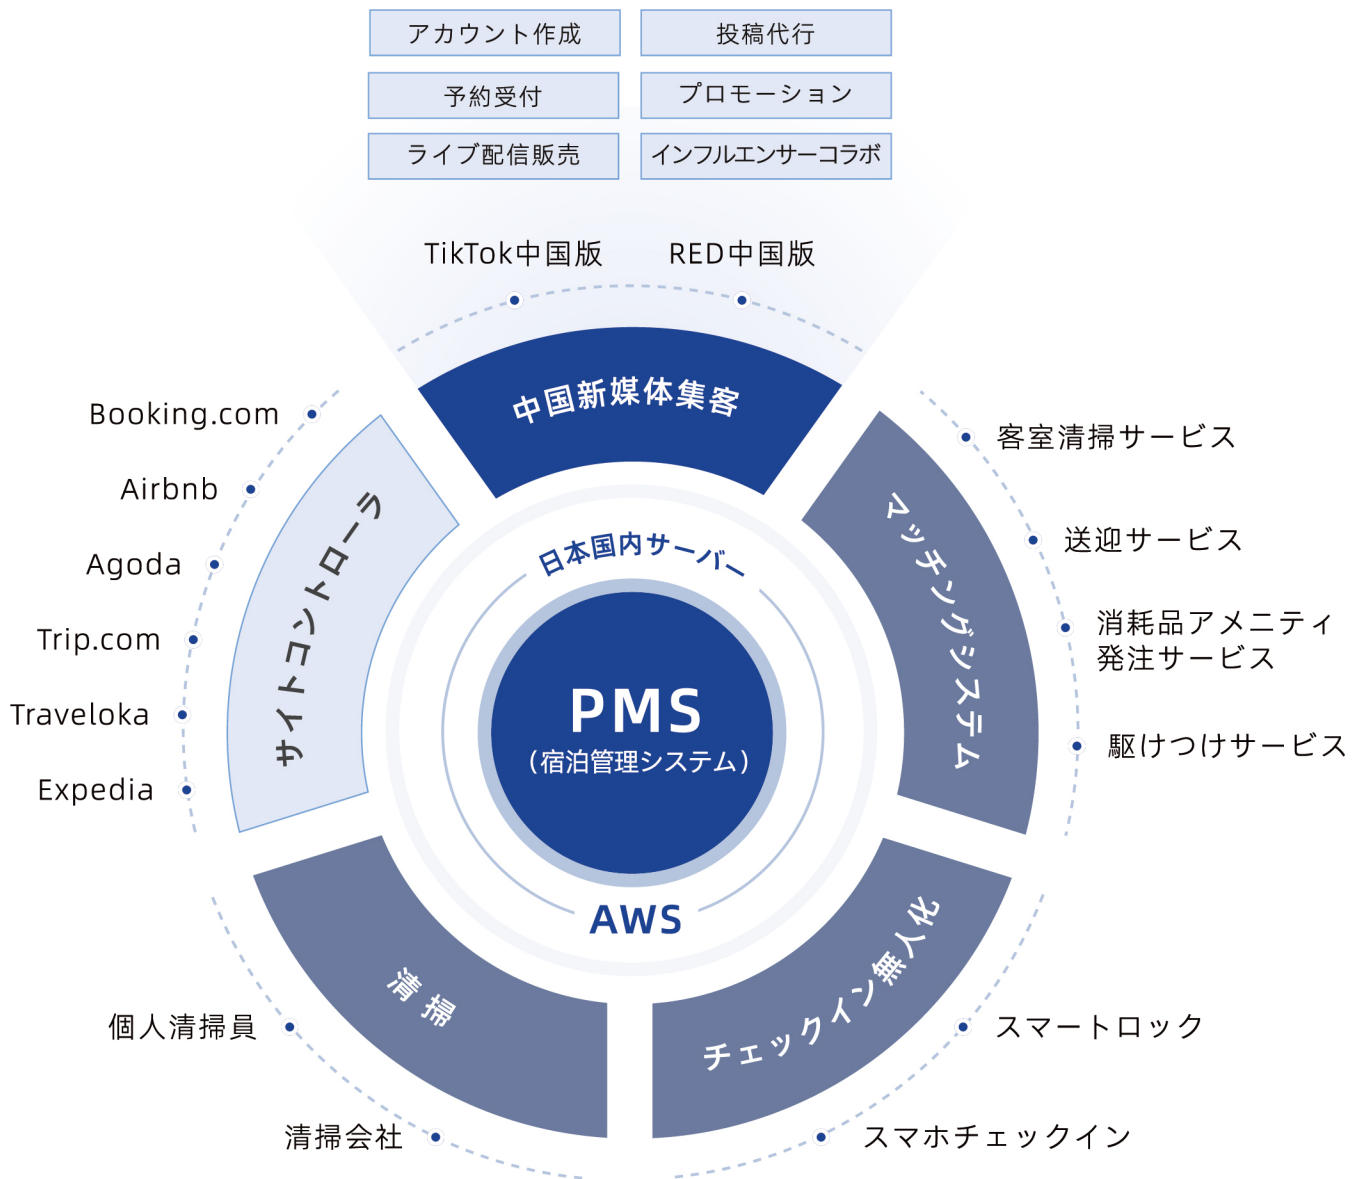 アカウント作成
投稿代行
予約受付
プロモーション
ライブ配信販売
インフルエンサーコラボ
TikTok中国版
RED中国版
中国新媒体集客
Booking.com
Airbnb
Agoda
Trip.com
Traveloka
Expedia
サイトコントローラ
客室清掃サービス
送迎サービス
消耗品アメニティ
発注サービス
駆けつけサービス
マッチングシステム
日本国内サーバー
PMS
(宿泊管理システム)
AWS
清掃
個人清掃員
清掃会社
チェックイン無人化
スマートロック
スマホチェックイン